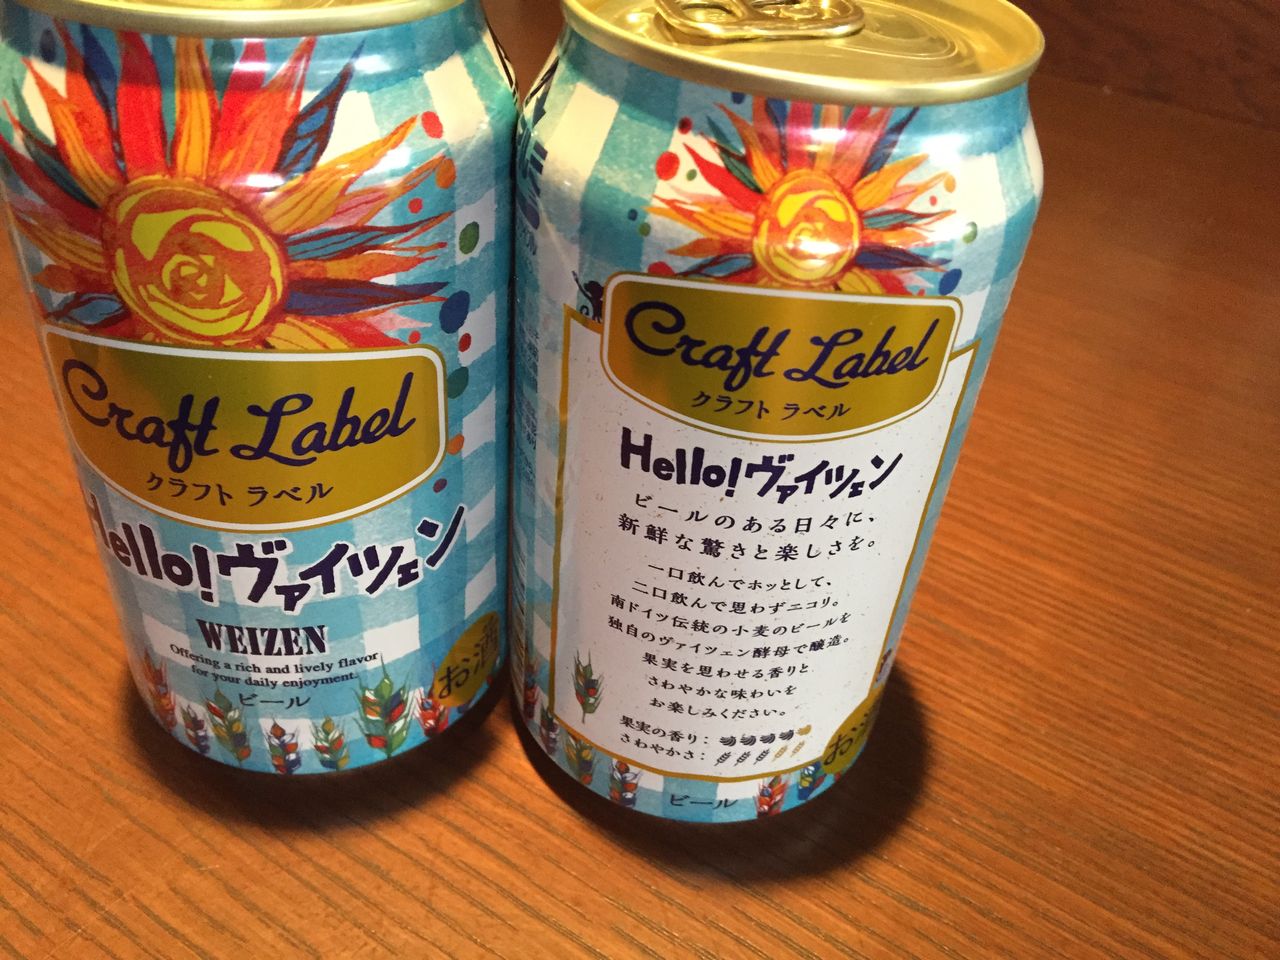 Craft Label
クラフト ラベル
Hello!ヴァイツェン
WEIZEN
Offering a rich and lively flavor
for your daily enjoyment.
ビール
お酒
Craft Label
クラフト ラベル
Hello!ヴァイツェン
ビールのある日々に、
新鮮な驚きと楽しさを。
一口飲んでホッとして、
二口飲んで思わずニコリ。
南ドイツ伝統の小麦のビールを
独自のヴァイツェン酵母で醸造。
果実を思わせる香りと
さわやかな味わいを
お楽しみください。
果実の香り:
さわやかさ:
ビール
お酒